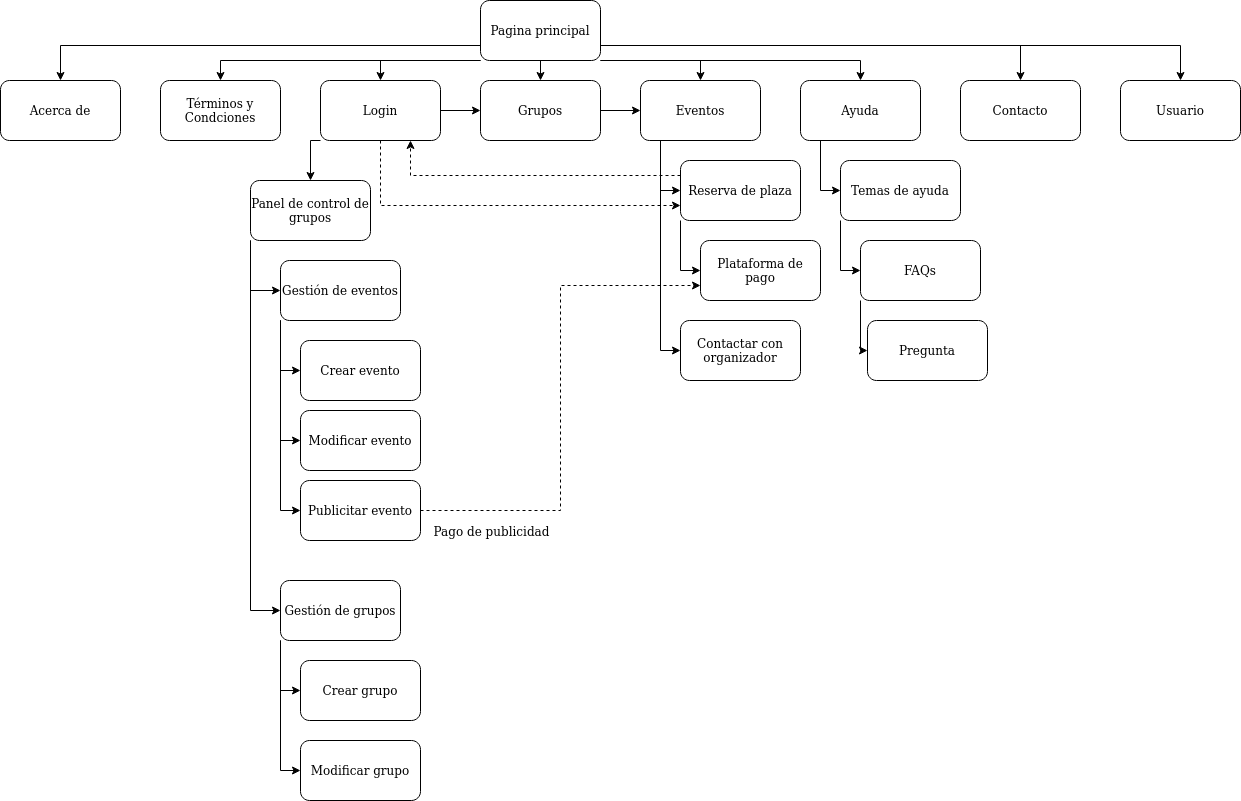 Pagina principal
Acerca de
Términos y
Condciones
Login
Grupos
Eventos
Ayuda
Contacto
Usuario
Panel de control de
grupos
Reserva de plaza
Temas de ayuda
Gestión de eventos
Plataforma de
pago
FAQs
Crear evento
Contactar con
organizador
Pregunta
Modificar evento
Publicitar evento
Pago de publicidad
Gestión de grupos
Crear grupo
Modificar grupo